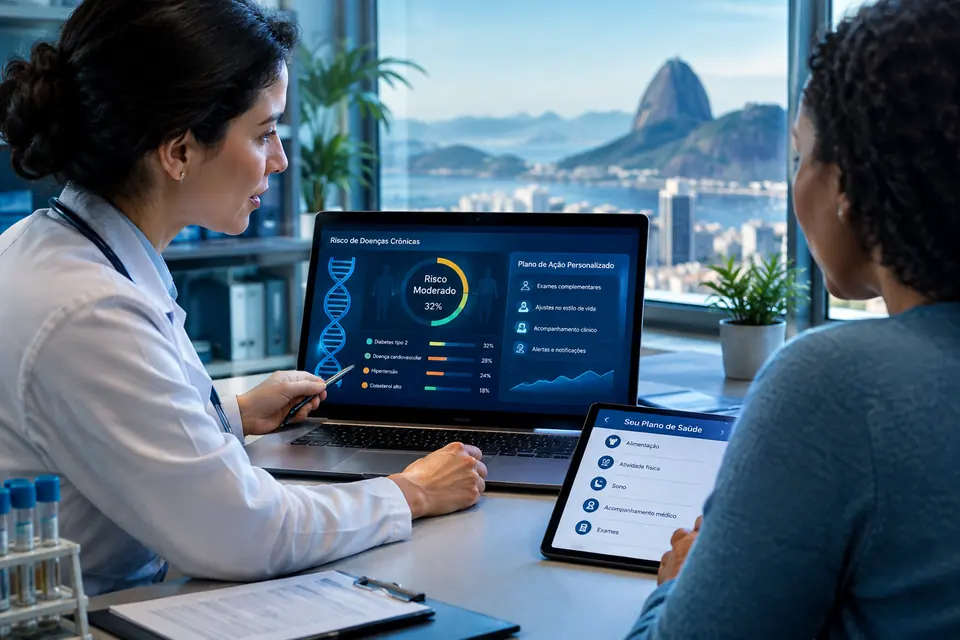 Risco de Doenças Crônicas
Risco
Moderado
32%
Diabetes tipo 2 32%
Doença cardiovascular 28%
Hipertensão 24%
Colesterol alto 18%
Plano de Ação Personalizado
Exames complementares
Ajustes no estilo de vida
Acompanhamento clínico
Alertas e notificações
Seu Plano de Saúde
Alimentação
Atividade física
Sono
Acompanhamento médico
Exames